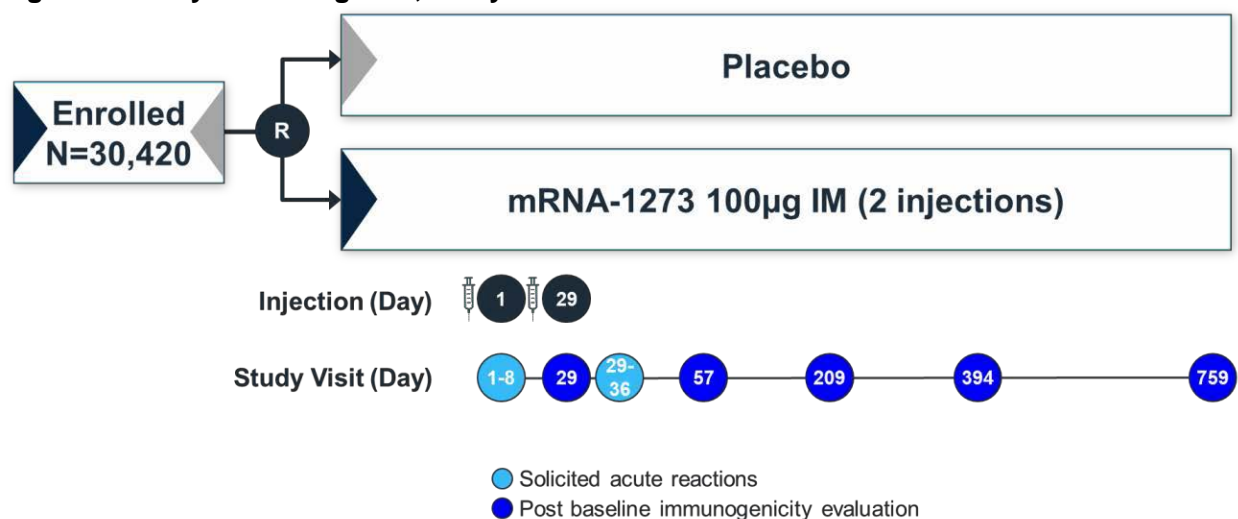 Enrolled
N=30,420
R
Placebo
mRNA-1273 100µg IM (2 injections)
Injection (Day)
1
29
Study Visit (Day)
1-8
29
29-
36
57
209
394
759
Solicited acute reactions
Post baseline immunogenicity evaluation